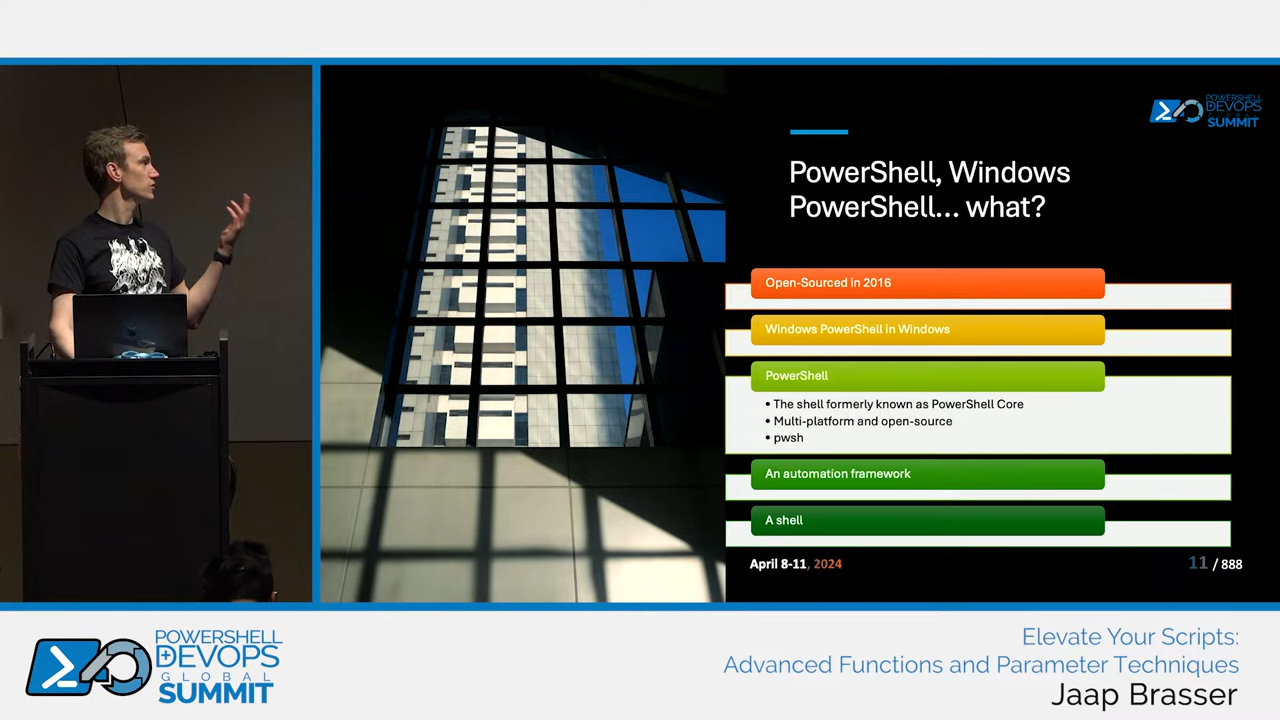 POWERSHELL
DEVOPS
GLOBAL
SUMMIT
PowerShell, Windows
PowerShell... what?
Open-Sourced in 2016
Windows PowerShell in Windows
PowerShell
• The shell formerly known as PowerShell Core
• Multi-platform and open-source
• pwsh
An automation framework
A shell
April 8-11, 2024
11 / 888
POWERSHELL
DEVOPS
GLOBAL
SUMMIT
Elevate Your Scripts:
Advanced Functions and Parameter Techniques
Jaap Brasser